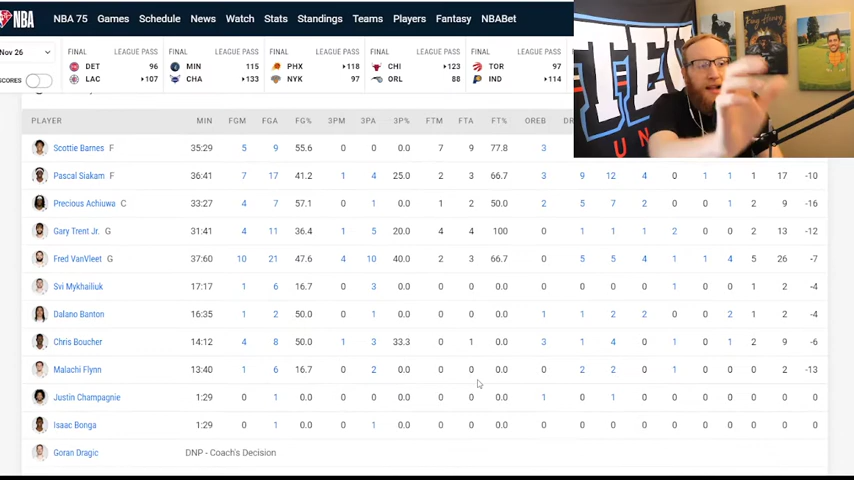 NBA NBA 75 Games Schedule News Watch Stats Standings Teams Players Fantasy NBABet
Nov 26
SCORES
FINAL LEAGUE PASS
DET 96
LAC 107
FINAL LEAGUE PASS
MIN 115
CHA 133
FINAL LEAGUE PASS
PHX 118
NYK 97
FINAL LEAGUE PASS
CHI 123
ORL 88
FINAL LEAGUE PASS
TOR 97
IND 114
TEN
UN
PLAYER MIN FGM FGA FG% 3PM 3PA 3P% FTM FTA FT% OREB
Scottie Barnes F 35:29 5 9 55.6 0 0 0.0 7 9 77.8 3
Pascal Siakam F 36:41 7 17 41.2 1 4 25.0 2 3 66.7 3 9 12 4 0 1 1 1 17 -10
Precious Achiuwa C 33:27 4 7 57.1 0 1 0.0 1 2 50.0 2 5 7 2 0 0 1 2 9 -16
Gary Trent Jr. G 31:41 4 11 36.4 1 5 20.0 4 4 100 0 1 1 1 2 0 0 2 13 -12
Fred VanVleet G 37:60 10 21 47.6 4 10 40.0 2 3 66.7 0 5 5 4 1 1 4 5 26 -7
Svi Mykhailiuk 17:17 1 6 16.7 0 3 0.0 0 0 0.0 0 0 0 0 1 0 0 1 2 -4
Dalano Banton 16:35 1 2 50.0 0 1 0.0 0 0 0.0 1 1 2 2 0 0 2 1 2 -4
Chris Boucher 14:12 4 8 50.0 1 3 33.3 0 1 0.0 3 1 4 0 1 0 1 2 9 -6
Malachi Flynn 13:40 1 6 16.7 0 2 0.0 0 0 0.0 0 2 2 0 1 0 0 0 2 -13
Justin Champagnie 1:29 0 1 0.0 0 0 0.0 0 0 0.0 1 0 1 0 0 0 0 0 0 0
Isaac Bonga 1:29 0 1 0.0 0 1 0.0 0 0 0.0 0 0 0 0 0 0 0 0 0 0
Goran Dragic DNP - Coach's Decision